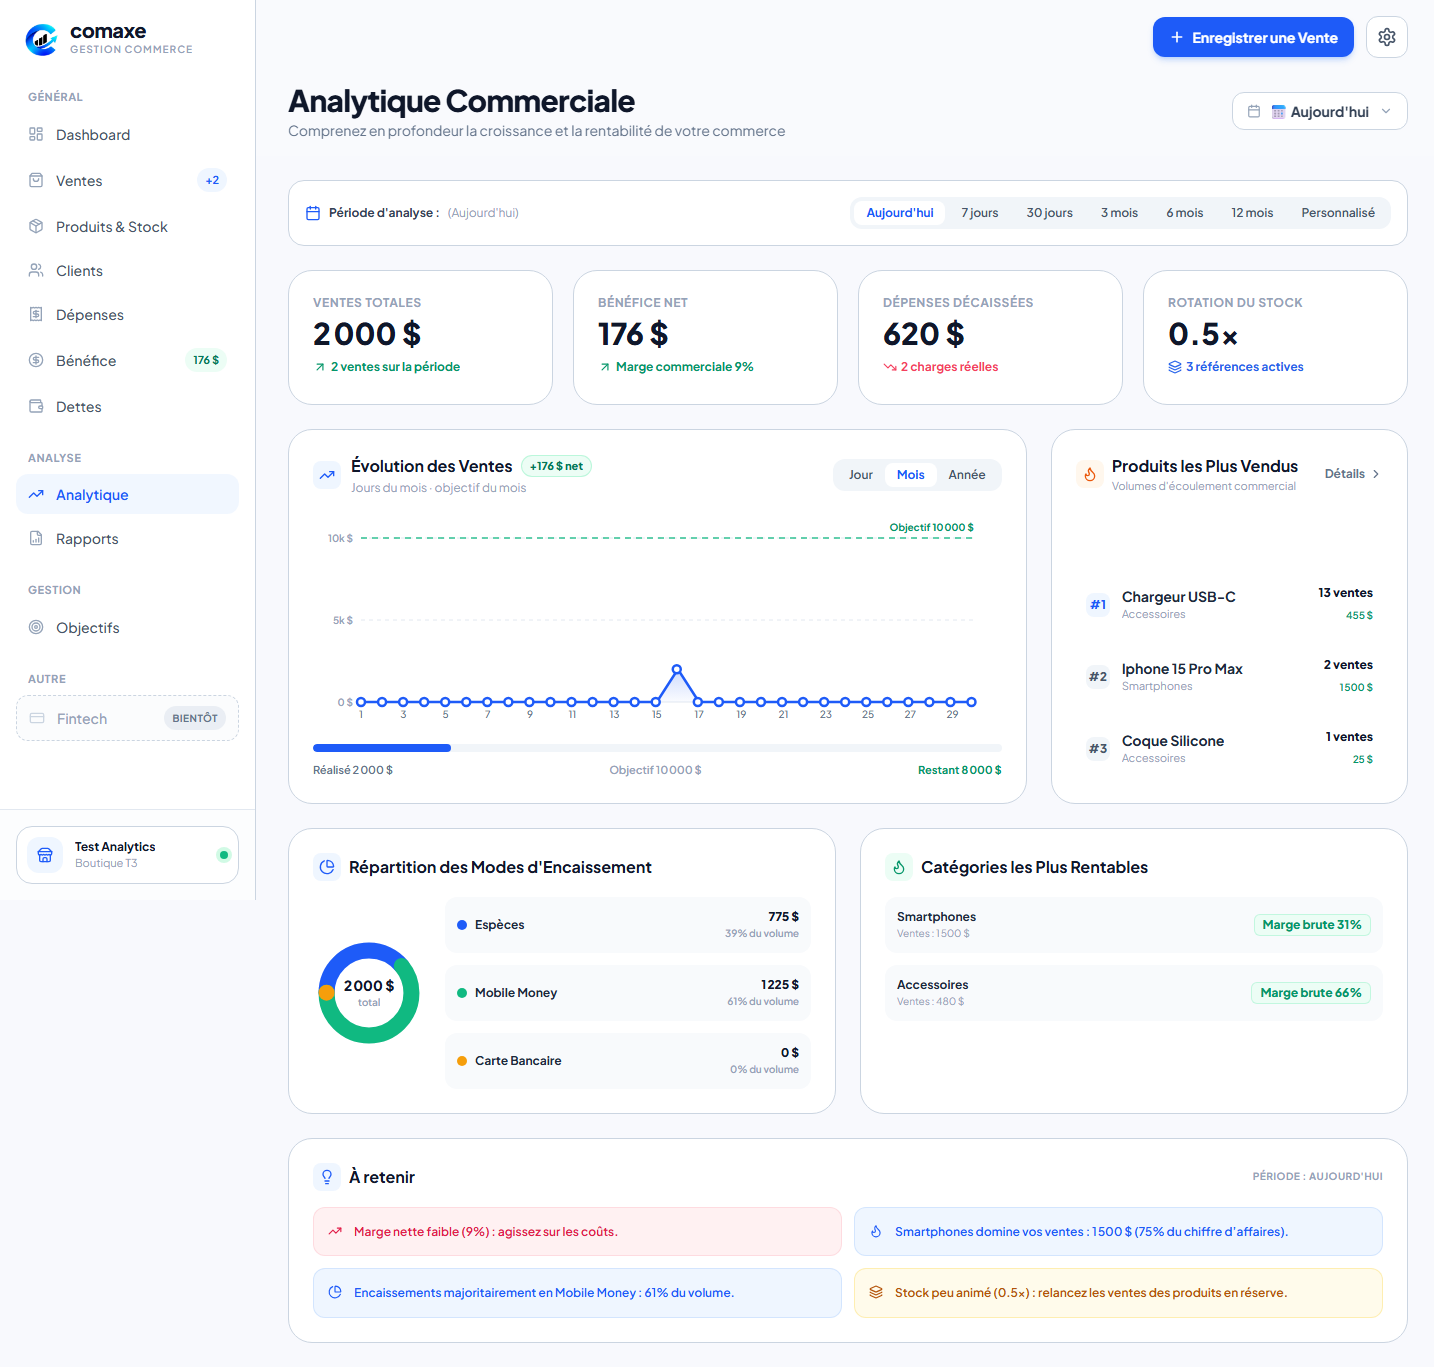 comaxe
GESTION COMMERCE
GÉNÉRAL
Dashboard
Ventes +2
Produits & Stock
Clients
Dépenses
Bénéfice 176 $
Dettes
ANALYSE
Analytique
Rapports
GESTION
Objectifs
AUTRE
Fintech BIENTÔT
Test Analytics
Boutique T3
+ Enregistrer une Vente
Analytique Commerciale
Comprenez en profondeur la croissance et la rentabilité de votre commerce
Aujourd'hui
Période d'analyse : (Aujourd'hui)
Aujourd'hui 7 jours 30 jours 3 mois 6 mois 12 mois Personnalisé
VENTES TOTALES
2 000 $
2 ventes sur la période
BÉNÉFICE NET
176 $
Marge commerciale 9%
DÉPENSES DÉCAISSÉES
620 $
2 charges réelles
ROTATION DU STOCK
0.5×
3 références actives
Évolution des Ventes +176 $ net
Jours du mois · objectif du mois
Jour Mois Année
Objectif 10 000 $
10k $
5k $
0 $
1 3 5 7 9 11 13 15 17 19 21 23 25 27 29
Réalisé 2 000 $ Objectif 10 000 $ Restant 8 000 $
Produits les Plus Vendus
Volumes d'écoulement commercial
Détails
#1 Chargeur USB-C 13 ventes
Accessoires 455 $
#2 Iphone 15 Pro Max 2 ventes
Smartphones 1 500 $
#3 Coque Silicone 1 ventes
Accessoires 25 $
Répartition des Modes d'Encaissement
2 000 $
total
Espèces 775 $
39% du volume
Mobile Money 1 225 $
61% du volume
Carte Bancaire 0 $
0% du volume
Catégories les Plus Rentables
Smartphones
Ventes : 1 500 $
Marge brute 31%
Accessoires
Ventes : 480 $
Marge brute 66%
À retenir
PÉRIODE : AUJOURD'HUI
Marge nette faible (9%) : agissez sur les coûts.
Smartphones domine vos ventes : 1 500 $ (75% du chiffre d'affaires).
Encaissements majoritairement en Mobile Money : 61% du volume.
Stock peu animé (0.5×) : relancez les ventes des produits en réserve.